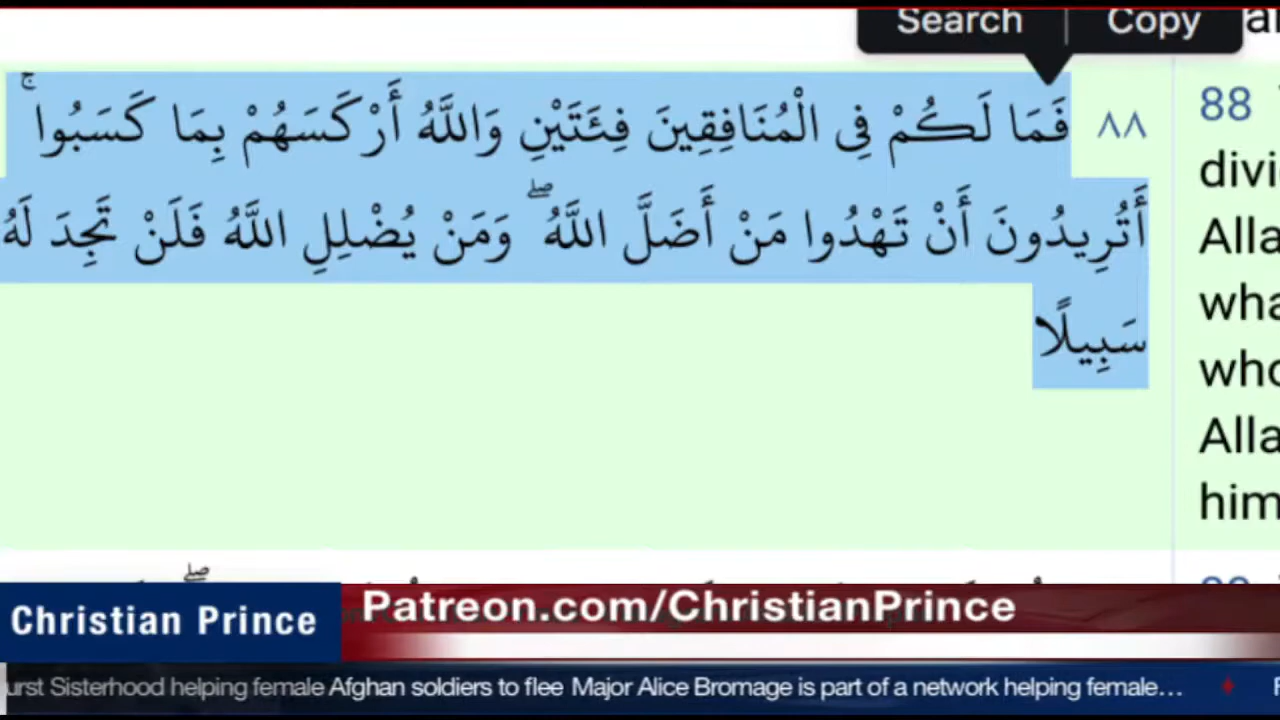 Search
Copy
٨٨ فَمَا لَكُمْ فِى الْمُنَافِقِينَ فِئَتَيْنِ وَاللَّهُ أَرْكَسَهُمْ بِمَا كَسَبُوا ۚ
أَتُرِيدُونَ أَنْ تَهْدُوا مَنْ أَضَلَّ اللَّهُ ۖ وَمَنْ يُضْلِلِ اللَّهُ فَلَنْ تَجِدَ لَهُ
سَبِيلًا
88
divi
Alla
wha
who
Alla
him
Christian Prince
Patreon.com/ChristianPrince
urst Sisterhood helping female Afghan soldiers to flee Major Alice Bromage is part of a network helping female…